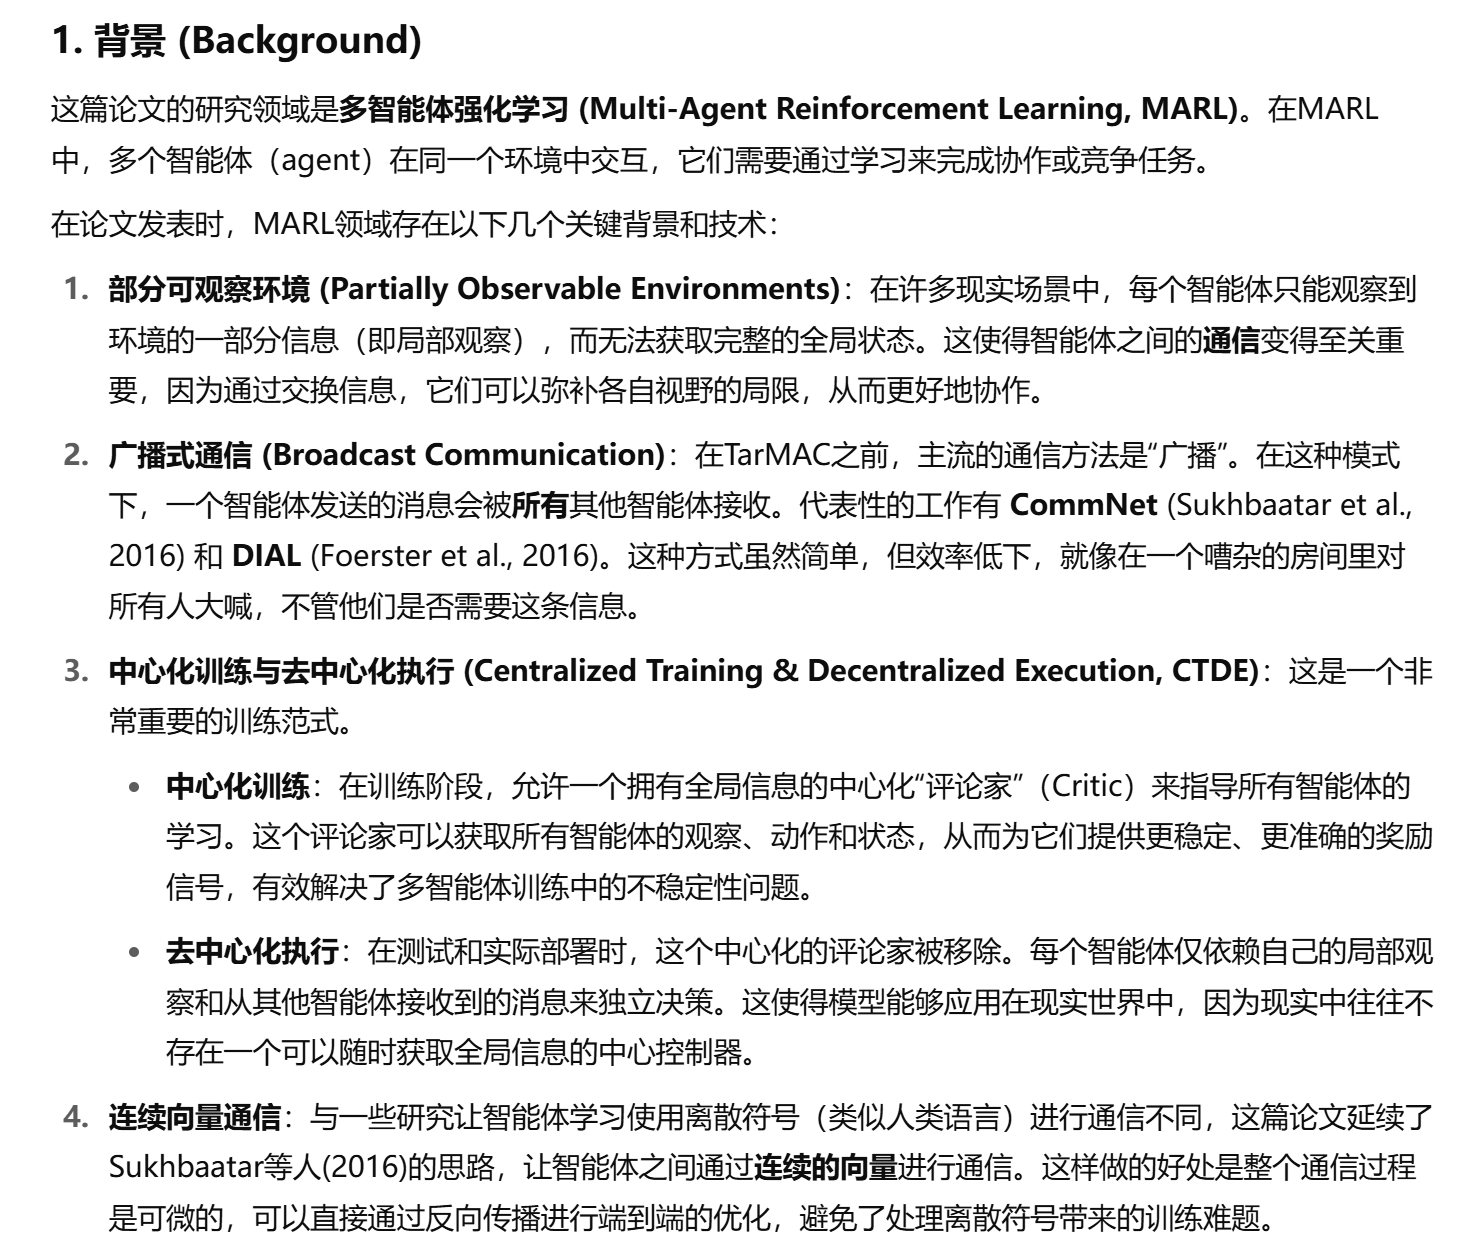 1. 背景 (Background)
这篇论文的研究领域是多智能体强化学习 (Multi-Agent Reinforcement Learning, MARL)。在MARL
中，多个智能体（agent）在同一个环境中交互，它们需要通过学习来完成协作或竞争任务。
在论文发表时，MARL领域存在以下几个关键背景和技术：
1. 部分可观察环境 (Partially Observable Environments)：在许多现实场景中，每个智能体只能观察到
环境的一部分信息（即局部观察），而无法获取完整的全局状态。这使得智能体之间的通信变得至关重
要，因为通过交换信息，它们可以弥补各自视野的局限，从而更好地协作。
2. 广播式通信 (Broadcast Communication)：在TarMAC之前，主流的通信方法是“广播”。在这种模式
下，一个智能体发送的消息会被所有其他智能体接收。代表性的工作有 CommNet (Sukhbaatar et al.,
2016) 和 DIAL (Foerster et al., 2016)。这种方式虽然简单，但效率低下，就像在一个嘈杂的房间里对
所有人大喊，不管他们是否需要这条信息。
3. 中心化训练与去中心化执行 (Centralized Training & Decentralized Execution, CTDE)：这是一个非
常重要的训练范式。
• 中心化训练：在训练阶段，允许一个拥有全局信息的中心化“评论家”（Critic）来指导所有智能体的
学习。这个评论家可以获取所有智能体的观察、动作和状态，从而为它们提供更稳定、更准确的奖励
信号，有效解决了多智能体训练中的不稳定性问题。
• 去中心化执行：在测试和实际部署时，这个中心化的评论家被移除。每个智能体仅依赖自己的局部观
察和从其他智能体接收到的消息来独立决策。这使得模型能够应用在现实世界中，因为现实中往往不
存在一个可以随时获取全局信息的中心控制器。
4. 连续向量通信：与一些研究让智能体学习使用离散符号（类似人类语言）进行通信不同，这篇论文延续了
Sukhbaatar等人(2016)的思路，让智能体之间通过连续的向量进行通信。这样做的好处是整个通信过程
是可微的，可以直接通过反向传播进行端到端的优化，避免了处理离散符号带来的训练难题。